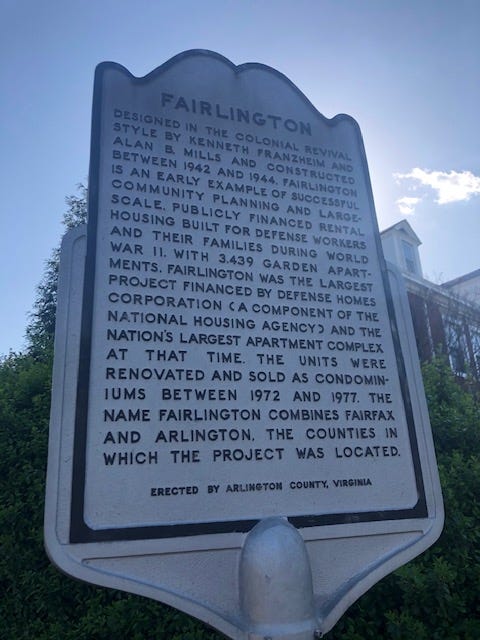 FAIRLINGTON
DESIGNED IN THE COLONIAL REVIVAL
STYLE BY KENNETH FRANZHEIM AND
ALAN B. MILLS AND CONSTRUCTED
BETWEEN 1942 AND 1944, FAIRLINGTON
IS AN EARLY EXAMPLE OF SUCCESSFUL
COMMUNITY PLANNING AND LARGE-
SCALE, PUBLICLY FINANCED RENTAL
HOUSING BUILT FOR DEFENSE WORKERS
AND THEIR FAMILIES DURING WORLD
WAR II. WITH 3,439 GARDEN APART-
MENTS, FAIRLINGTON WAS THE LARGEST
PROJECT FINANCED BY DEFENSE HOMES
CORPORATION (A COMPONENT OF THE
NATIONAL HOUSING AGENCY) AND THE
NATION'S LARGEST APARTMENT COMPLEX
AT THAT TIME. THE UNITS WERE
RENOVATED AND SOLD AS CONDOMIN-
IUMS BETWEEN 1972 AND 1977. THE
NAME FAIRLINGTON COMBINES FAIRFAX
AND ARLINGTON, THE COUNTIES IN
WHICH THE PROJECT WAS LOCATED.
ERECTED BY ARLINGTON COUNTY, VIRGINIA